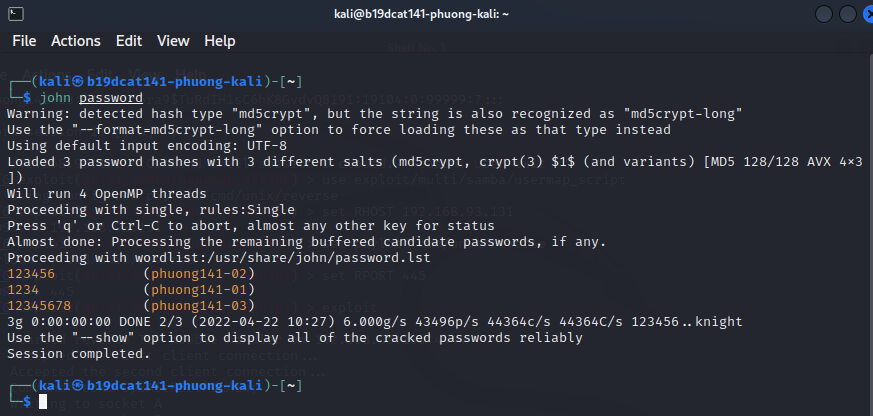 kali@b19dcat141-phuong-kali: ~
File Actions Edit View Help
┌──(kali㉿b19dcat141-phuong-kali)-[~]
└─$ john password
Warning: detected hash type "md5crypt", but the string is also recognized as "md5crypt-long"
Use the "--format=md5crypt-long" option to force loading these as that type instead
Using default input encoding: UTF-8
Loaded 3 password hashes with 3 different salts (md5crypt, crypt(3) $1$ (and variants) [MD5 128/128 AVX 4×3
])
Will run 4 OpenMP threads
Proceeding with single, rules:Single
Press 'q' or Ctrl-C to abort, almost any other key for status
Almost done: Processing the remaining buffered candidate passwords, if any.
Proceeding with wordlist:/usr/share/john/password.lst
123456 (phuong141-02)
1234 (phuong141-01)
12345678 (phuong141-03)
3g 0:00:00:00 DONE 2/3 (2022-04-22 10:27) 6.000g/s 43496p/s 44364c/s 44364C/s 123456..knight
Use the "--show" option to display all of the cracked passwords reliably
Session completed.
┌──(kali㉿b19dcat141-phuong-kali)-[~]
└─$